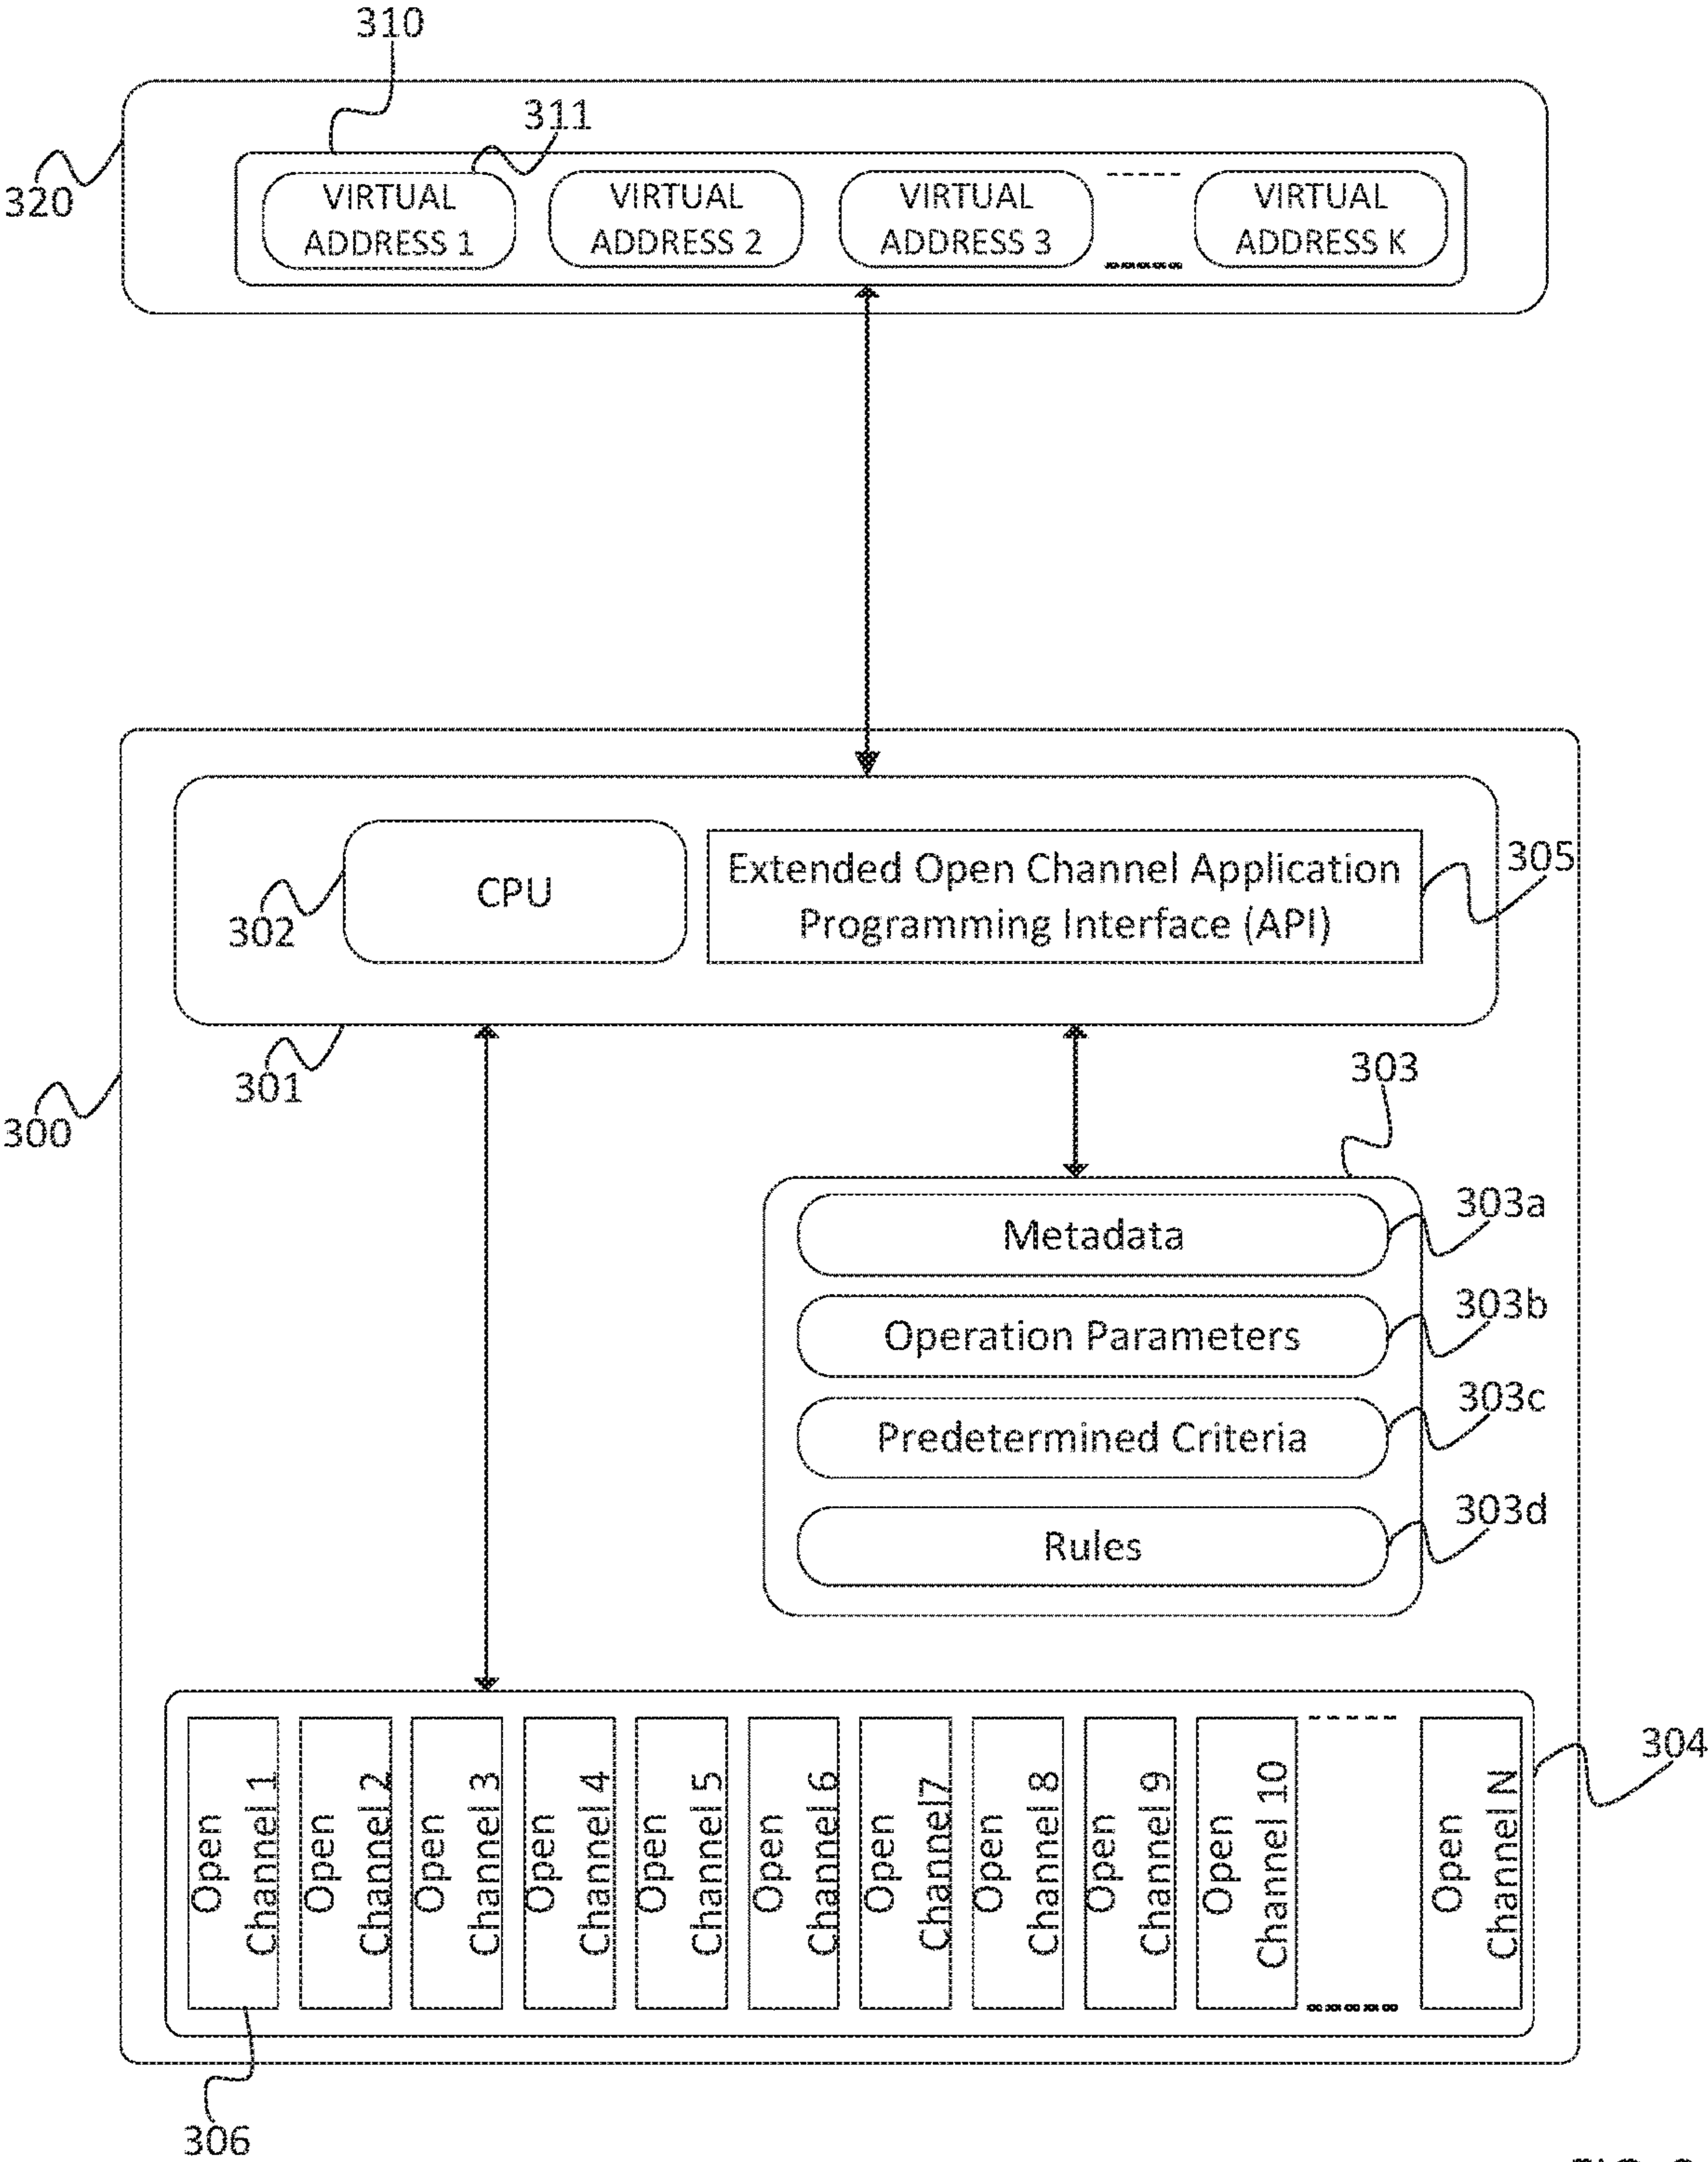 310
311
320
VIRTUAL
ADDRESS 1
VIRTUAL
ADDRESS 2
VIRTUAL
ADDRESS 3
VIRTUAL
ADDRESS K
CPU
Extended Open Channel Application
Programming Interface (API)
305
302
301
300
303
Metadata
303a
Operation Parameters
303b
Predetermined Criteria
303c
Rules
303d
304
Open
Channel 1
Open
Channel 2
Open
Channel 3
Open
Channel 4
Open
Channel 5
Open
Channel 6
Open
Channel7
Open
Channel 8
Open
Channel 9
Open
Channel 10
Open
Channel N
306